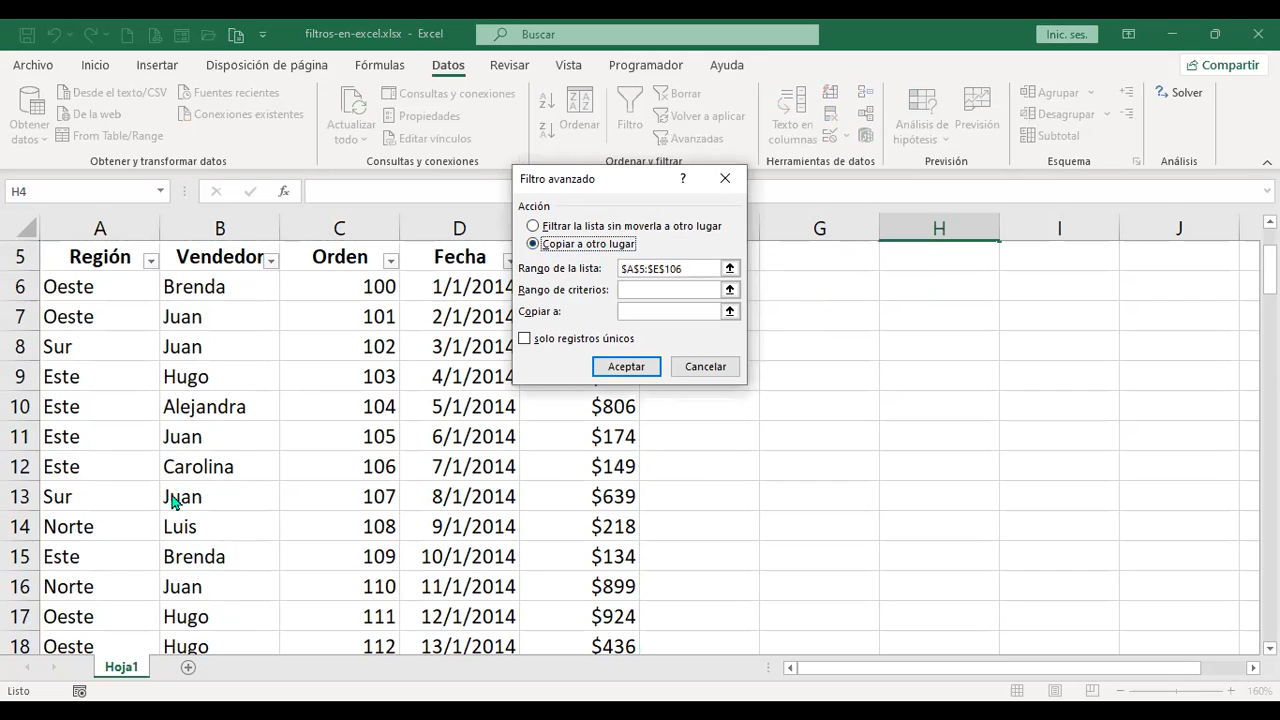 filtros-en-excel.xlsx - Excel
Buscar
Inic. ses.
Archivo Inicio Insertar Disposición de página Fórmulas Datos Revisar Vista Programador Ayuda
Compartir
Obtener datos
Desde el texto/CSV
De la web
From Table/Range
Fuentes recientes
Conexiones existentes
Obtener y transformar datos
Actualizar todo
Consultas y conexiones
Propiedades
Editar vínculos
Consultas y conexiones
Ordenar
Filtro
Borrar
Volver a aplicar
Avanzadas
Ordenar y filtrar
Texto en columnas
Herramientas de datos
Análisis de hipótesis
Previsión
Previsión
Agrupar
Desagrupar
Subtotal
Esquema
Solver
Análisis
H4
fx
Filtro avanzado ?
Acción
Filtrar la lista sin moverla a otro lugar
Copiar a otro lugar
Rango de la lista: $A$5:$E$106
Rango de criterios:
Copiar a:
solo registros únicos
Aceptar Cancelar
A B C D G H I J
5 Región Vendedor Orden Fecha
6 Oeste Brenda 100 1/1/2014
7 Oeste Juan 101 2/1/2014
8 Sur Juan 102 3/1/2014
9 Este Hugo 103 4/1/2014
10 Este Alejandra 104 5/1/2014 $806
11 Este Juan 105 6/1/2014 $174
12 Este Carolina 106 7/1/2014 $149
13 Sur Juan 107 8/1/2014 $639
14 Norte Luis 108 9/1/2014 $218
15 Este Brenda 109 10/1/2014 $134
16 Norte Juan 110 11/1/2014 $899
17 Oeste Hugo 111 12/1/2014 $924
18 Oeste Hugo 112 13/1/2014 $436
Hoja1
Listo
160%